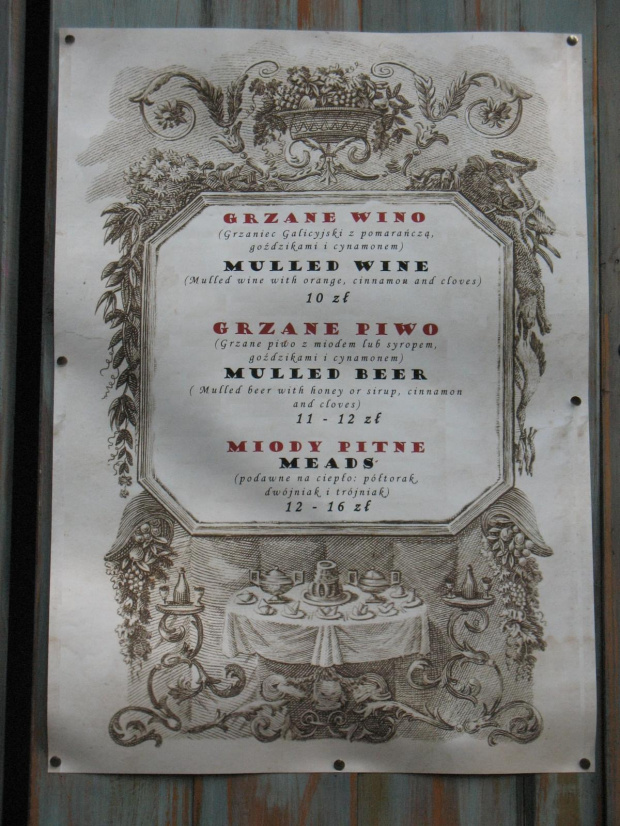 GRZANE WINO
(Grzaniec Galicyjski z pomarańczą,
goździkami i cynamonem)
MULLED WINE
(Mulled wine with orange, cinnamon and cloves)
10 zł
GRZANE PIWO
(Grzane piwo z miodem lub syropem,
goździkami i cynamonem)
MULLED BEER
( Mulled beer with honey or sirup, cinnamon
and cloves)
11 - 12 zł
MIODY PITNE
MEADS
(podawne na ciepło: półtorak,
dwójniak i trójniak)
12 - 16 zł